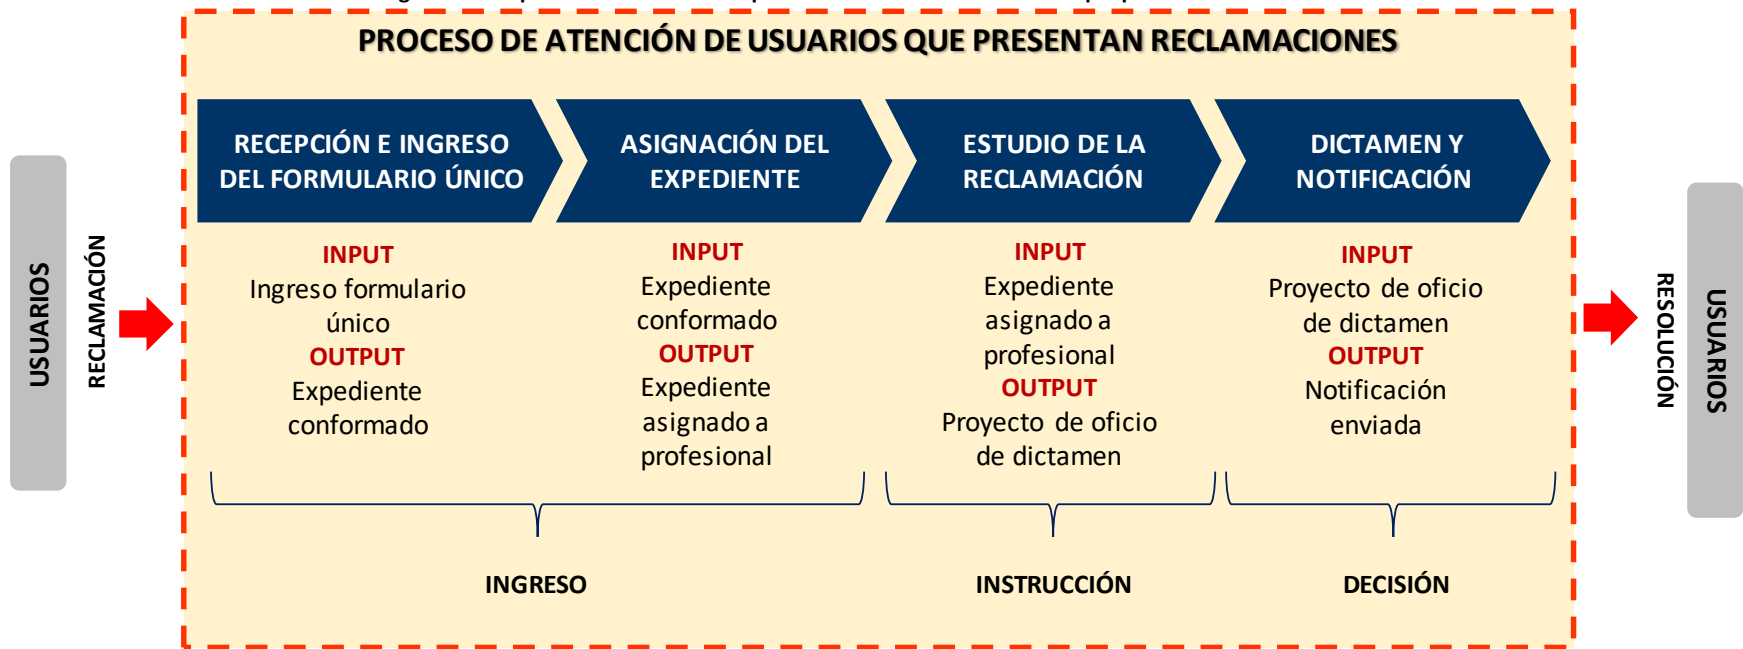 PROCESO DE ATENCIÓN DE USUARIOS QUE PRESENTAN RECLAMACIONES
USUARIOS
RECLAMACIÓN
RECEPCIÓN E INGRESO
DEL FORMULARIO ÚNICO
INPUT
Ingreso formulario
único
OUTPUT
Expediente
conformado
ASIGNACIÓN DEL
EXPEDIENTE
INPUT
Expediente
conformado
OUTPUT
Expediente
asignado a
profesional
ESTUDIO DE LA
RECLAMACIÓN
INPUT
Expediente
asignado a
profesional
OUTPUT
Proyecto de oficio
de dictamen
DICTAMEN Y
NOTIFICACIÓN
INPUT
Proyecto de oficio
de dictamen
OUTPUT
Notificación
enviada
INGRESO
INSTRUCCIÓN
DECISIÓN
RESOLUCIÓN
USUARIOS